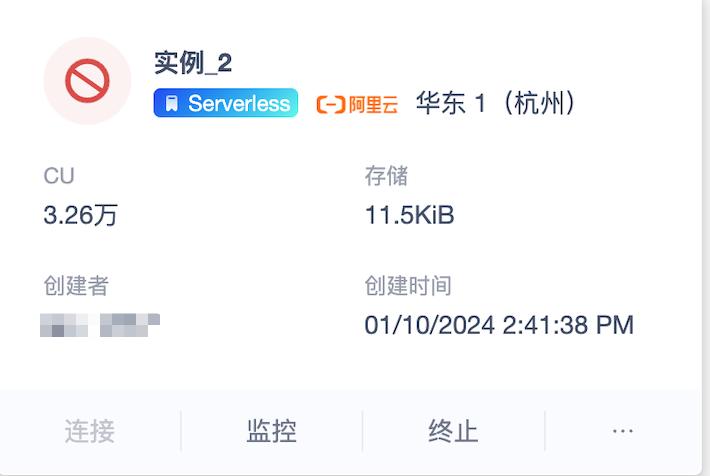 实例_2
Serverless 阿里云 华东 1（杭州）
CU 存储
3.26万 11.5KiB
创建者 创建时间
01/10/2024 2:41:38 PM
连接 监控 终止 ...